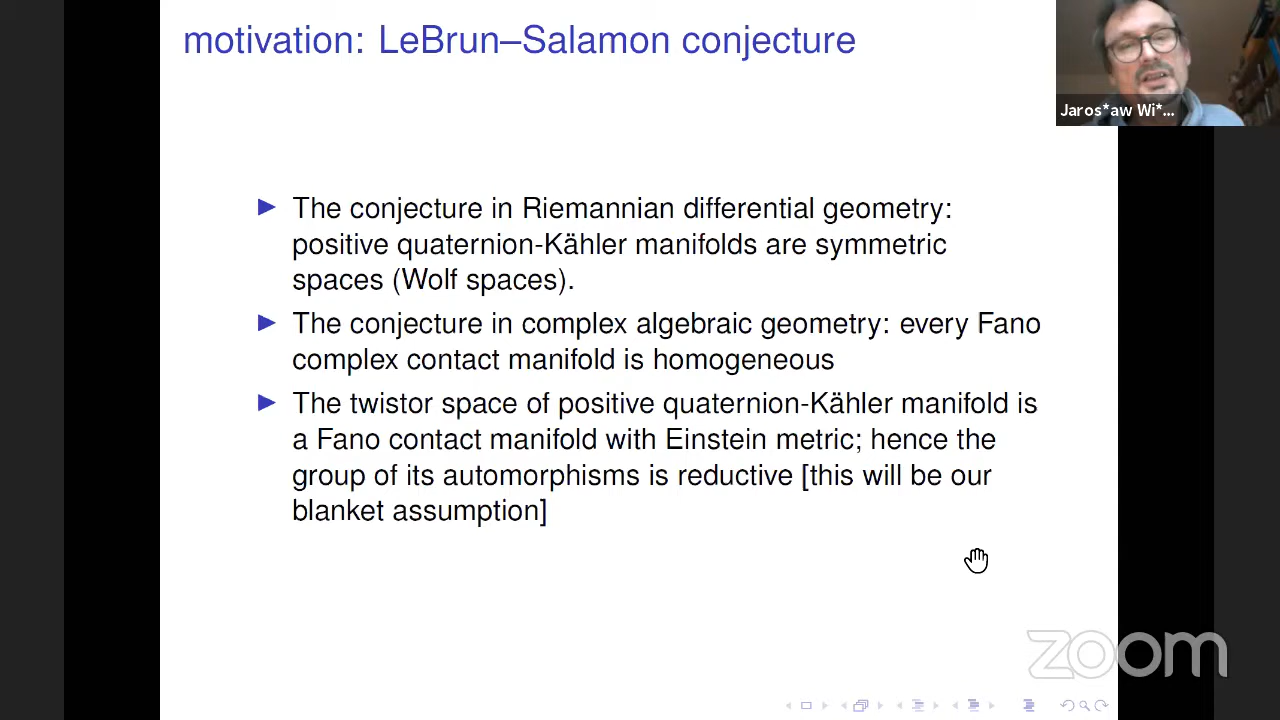 motivation: LeBrun–Salamon conjecture
Jaros*aw Wi*...
▶ The conjecture in Riemannian differential geometry:
positive quaternion-Kähler manifolds are symmetric
spaces (Wolf spaces).
▶ The conjecture in complex algebraic geometry: every Fano
complex contact manifold is homogeneous
▶ The twistor space of positive quaternion-Kähler manifold is
a Fano contact manifold with Einstein metric; hence the
group of its automorphisms is reductive [this will be our
blanket assumption]
zoom